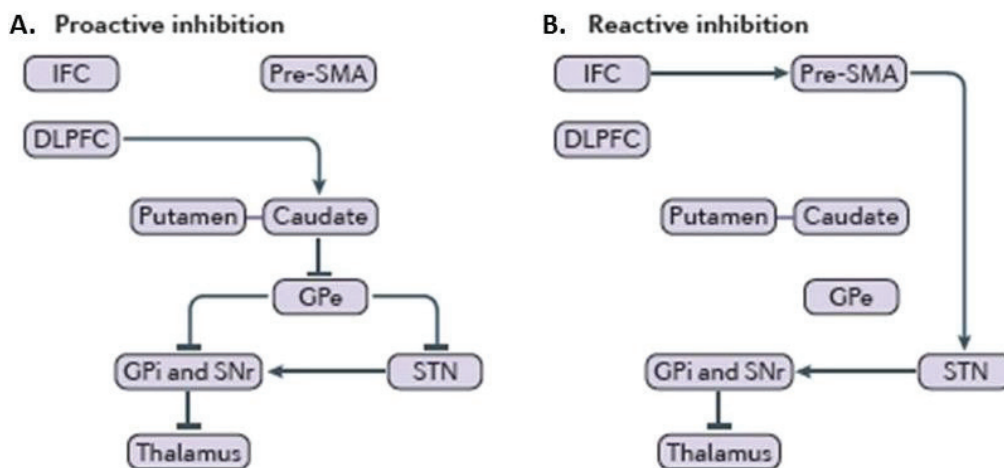 A. Proactive inhibition
IFC
Pre-SMA
DLPFC
Putamen
Caudate
GPe
GPi and SNr
STN
Thalamus
B. Reactive inhibition
IFC
Pre-SMA
DLPFC
Putamen
Caudate
GPe
GPi and SNr
STN
Thalamus